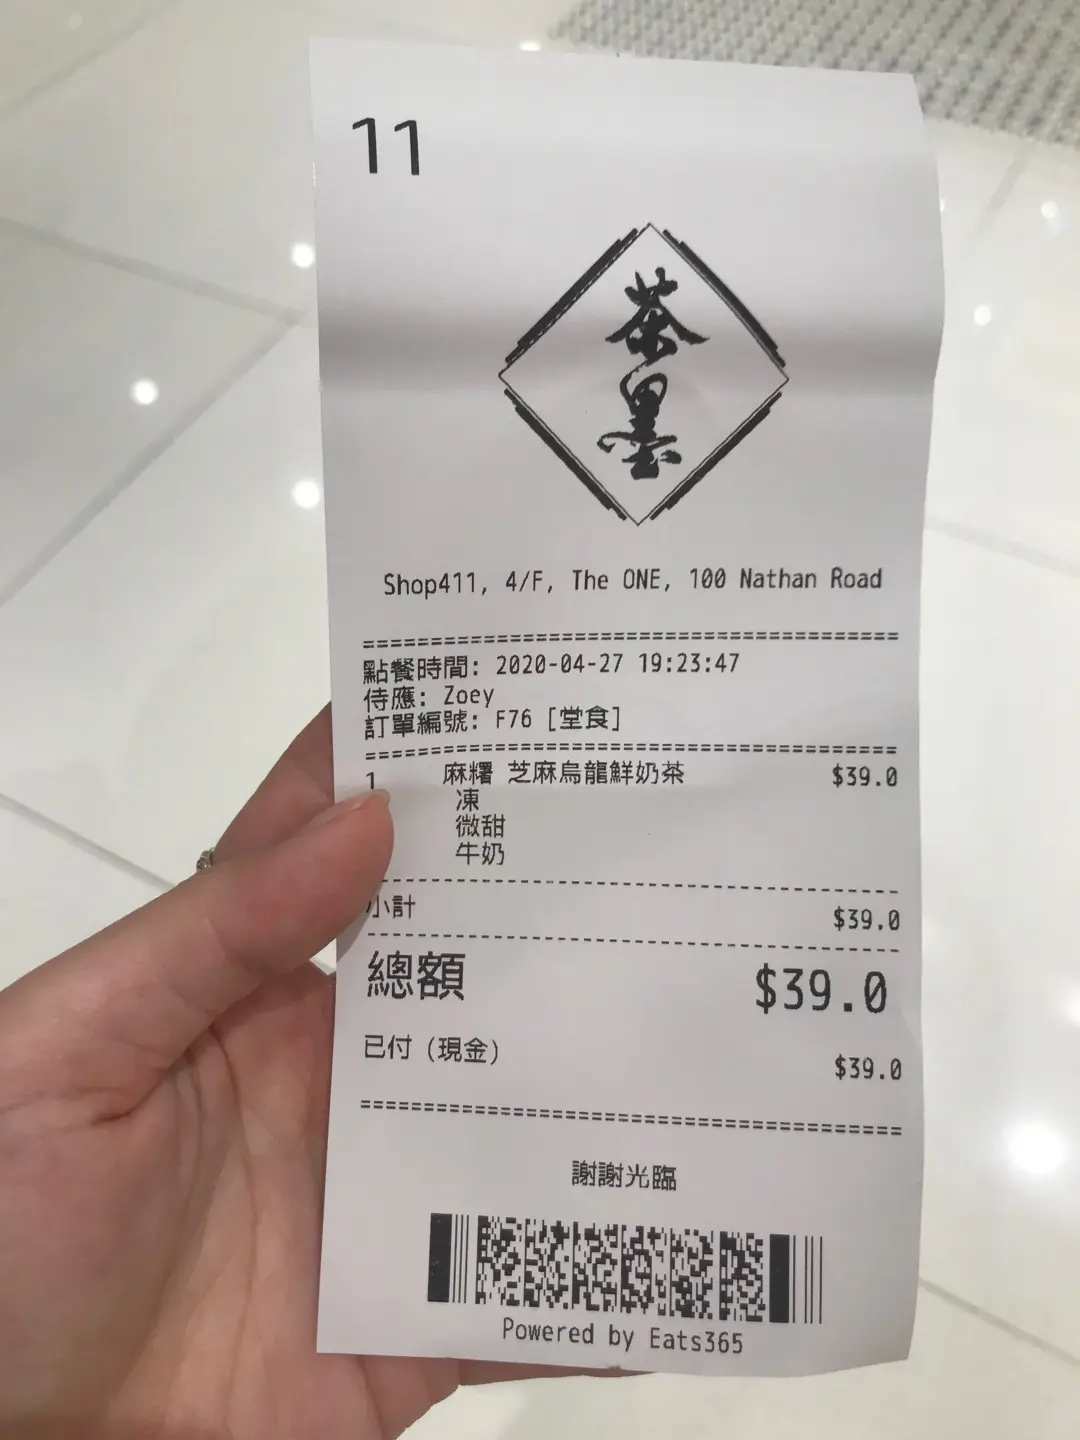 11
茶
墨
Shop411, 4/F, The ONE, 100 Nathan Road
點餐時間: 2020-04-27 19:23:47
侍應: Zoey
訂單編號: F76 [堂食]
1 麻糬 芝麻烏龍鮮奶茶 $39.0
凍
微甜
牛奶
小計 $39.0
總額 $39.0
已付 (現金) $39.0
謝謝光臨
Powered by Eats365